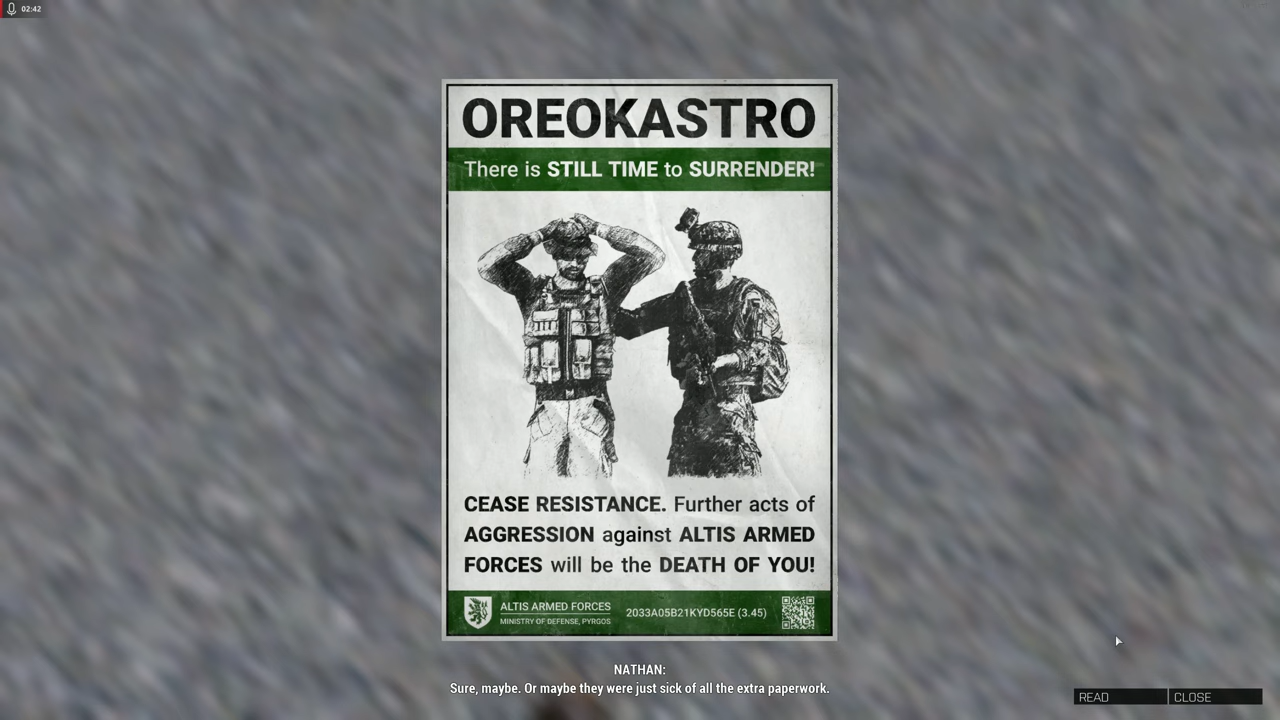 02:42
OREOKASTRO
There is STILL TIME to SURRENDER!
CEASE RESISTANCE. Further acts of
AGGRESSION against ALTIS ARMED
FORCES will be the DEATH OF YOU!
ALTIS ARMED FORCES
MINISTRY OF DEFENSE, PYRGOS
2033A05B21KYD565E (3.45)
NATHAN:
Sure, maybe. Or maybe they were just sick of all the extra paperwork.
READ
CLOSE